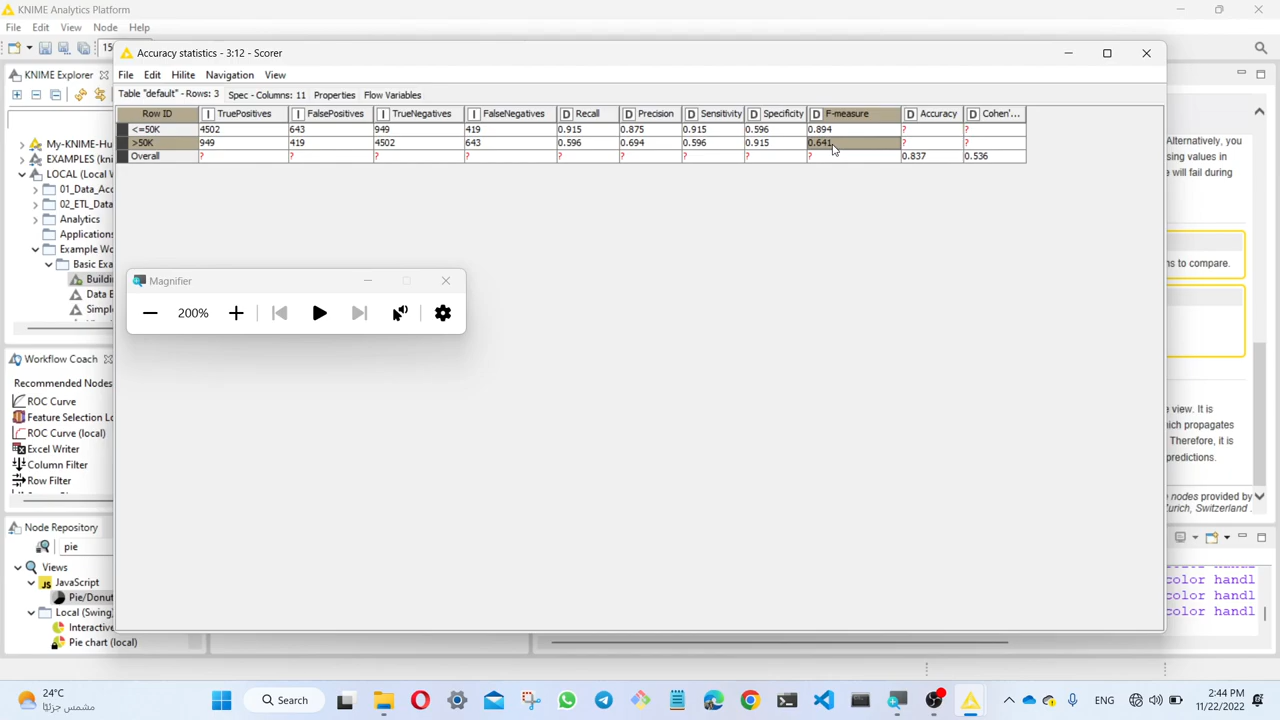 KNIME Analytics Platform
File Edit View Node Help
Accuracy statistics - 3:12 - Scorer
KNIME Explorer
File Edit Hilite Navigation View
Table "default" - Rows: 3 Spec - Columns: 11 Properties Flow Variables
Row ID I TruePositives I FalsePositives I TrueNegatives I FalseNegatives D Recall D Precision D Sensitivity D Specificity D F-measure D Accuracy D Cohen'...
<=50K 4502 643 949 419 0.915 0.875 0.915 0.596 0.894 ? ?
>50K 949 419 4502 643 0.596 0.694 0.596 0.915 0.641 ? ?
Overall ? ? ? ? ? ? ? ? ? 0.837 0.536
My-KNIME-Hu
EXAMPLES (kni
LOCAL (Local W
01_Data_Acc
02_ETL_Data
Analytics
Applications
Example Wo
Basic Exa
Buildi
Data E
Simpl
Alternatively, you
sing values in
will fail during
ns to compare.
Magnifier
200%
Workflow Coach
Recommended Nodes
ROC Curve
Feature Selection Lo
ROC Curve (local)
Excel Writer
Column Filter
Row Filter
e view. It is
hich propagates
Therefore, it is
predictions.
nodes provided by
urich, Switzerland .
Node Repository
pie
Views
JS JavaScript
Pie/Donut
Local (Swing)
Interactive
Pie chart (local)
color handl
color handl
color handl
24°C
مشمس جزئيًا
Search
ENG
2:44 PM
11/22/2022